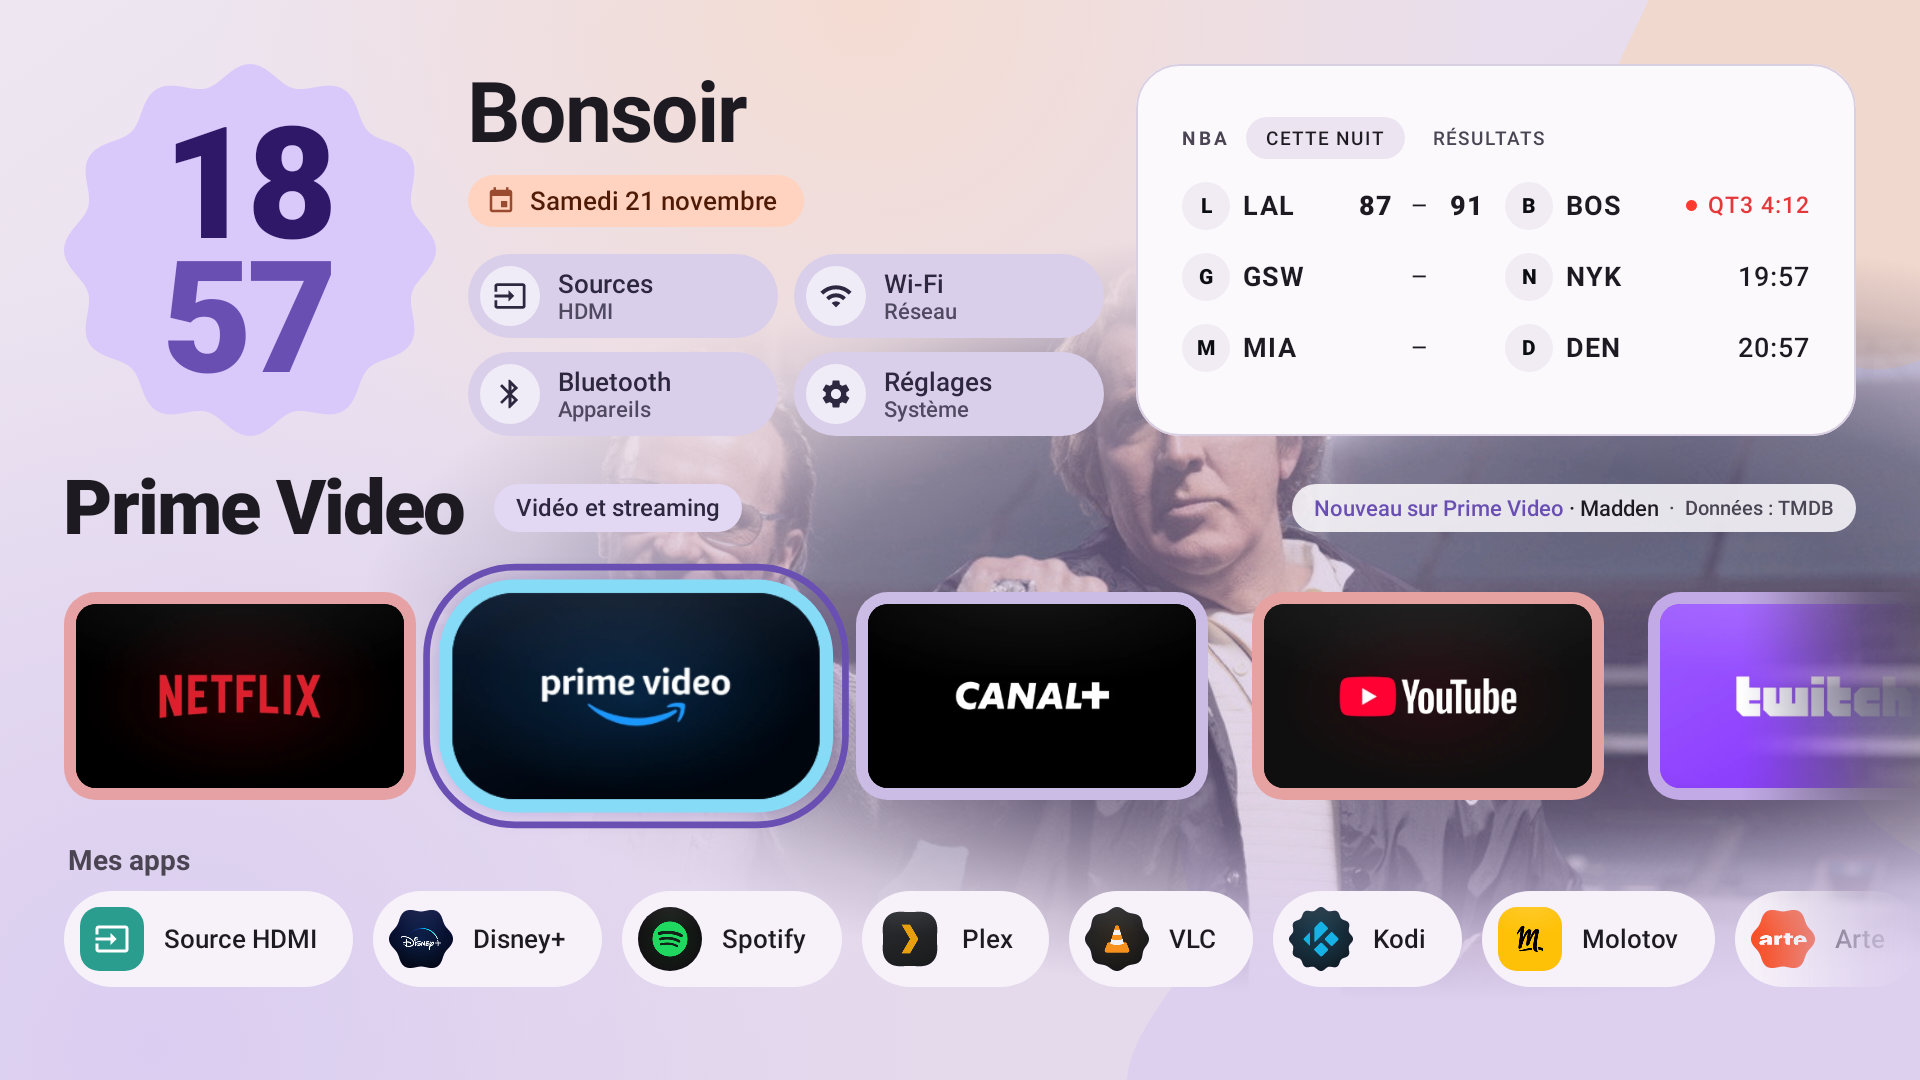 18
57
Bonsoir
Samedi 21 novembre
Sources
HDMI
Wi-Fi
Réseau
Bluetooth
Appareils
Réglages
Système
NBA CETTE NUIT RÉSULTATS
L LAL 87 – 91 B BOS QT3 4:12
G GSW – N NYK 19:57
M MIA – D DEN 20:57
Prime Video Vidéo et streaming
Nouveau sur Prime Video · Madden · Données : TMDB
NETFLIX
prime video
CANAL+
YouTube
twitch
Mes apps
Source HDMI
Disney+ Disney+
Spotify
Plex
VLC
Kodi
M. Molotov
arte Arte